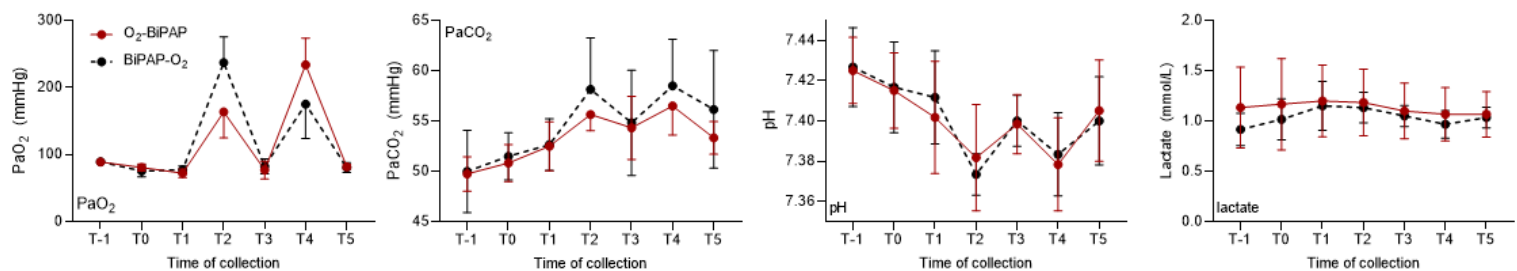 O2-BiPAP
BiPAP-O2
PaO2 (mmHg)
300
200
100
0
PaO2
T-1 T0 T1 T2 T3 T4 T5
Time of collection
PaCO2
PaCO2 (mmHg)
65
60
55
50
45
T-1 T0 T1 T2 T3 T4 T5
Time of collection
pH
7.44
7.42
7.40
7.38
7.36
pH
T-1 T0 T1 T2 T3 T4 T5
Time of collection
Lactate (mmol/L)
2.0
1.5
1.0
0.5
0.0
lactate
T-1 T0 T1 T2 T3 T4 T5
Time of collection